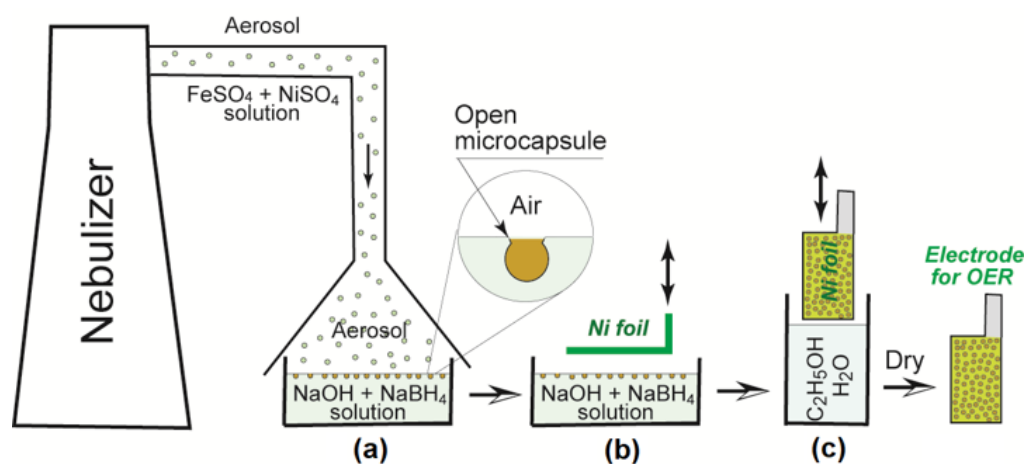 Nebulizer
Aerosol
FeSO₄ + NiSO₄
solution
Aerosol
NaOH + NaBH₄
solution
(a)
Open
microcapsule
Air
Ni foil
NaOH + NaBH₄
solution
(b)
Ni foil
C₂H₅OH
H₂O
(c)
Dry
Electrode
for OER